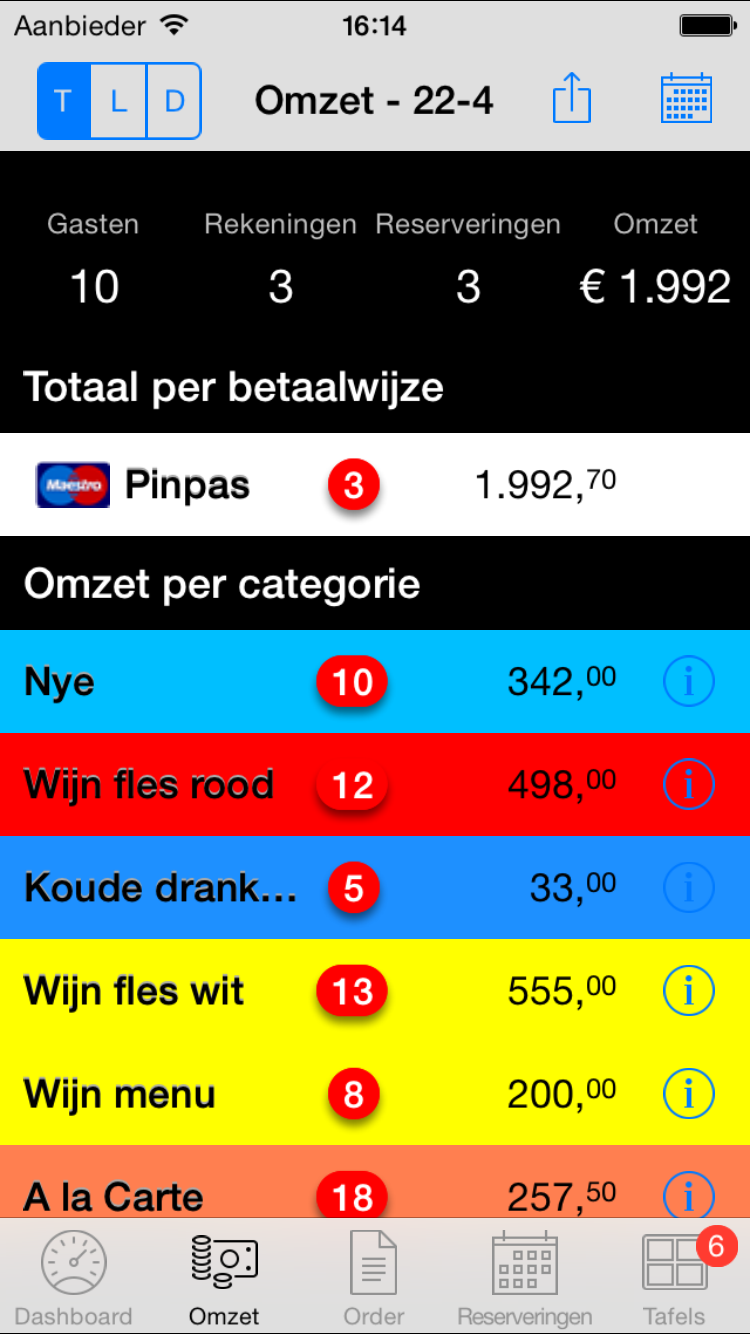 Aanbieder 16:14
T L D Omzet - 22-4
Gasten Rekeningen Reserveringen Omzet
10 3 3 € 1.992
Totaal per betaalwijze
Maestro Pinpas 3 1.992,70
Omzet per categorie
Nye 10 342,00 i
Wijn fles rood 12 498,00 i
Koude drank... 5 33,00 i
Wijn fles wit 13 555,00 i
Wijn menu 8 200,00 i
A la Carte 18 257,50 i
6
Dashboard Omzet Order Reserveringen Tafels